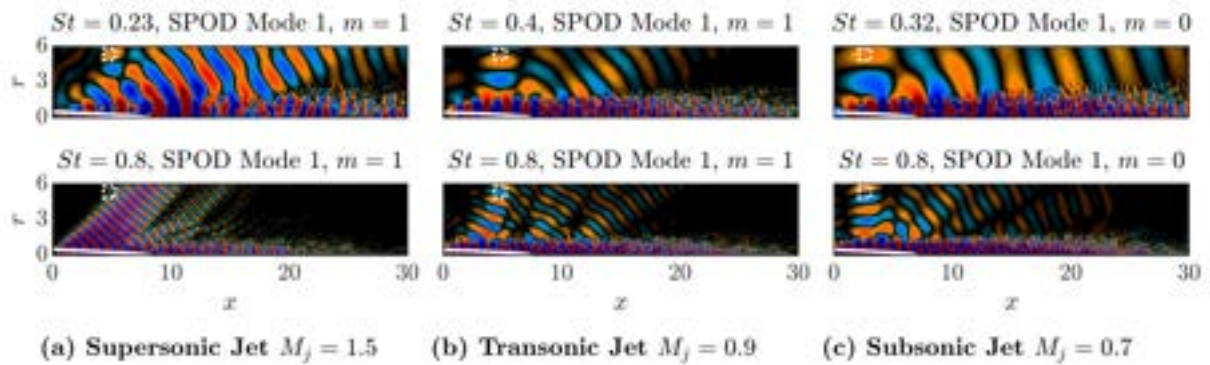 St = 0.23, SPOD Mode 1, m = 1
St = 0.4, SPOD Mode 1, m = 1
St = 0.32, SPOD Mode 1, m = 0
6
3
0
r
St = 0.8, SPOD Mode 1, m = 1
St = 0.8, SPOD Mode 1, m = 1
St = 0.8, SPOD Mode 1, m = 0
6
3
0
r
0 10 20 30
0 10 20 30
0 10 20 30
x
x
x
(a) Supersonic Jet M_j = 1.5
(b) Transonic Jet M_j = 0.9
(c) Subsonic Jet M_j = 0.7